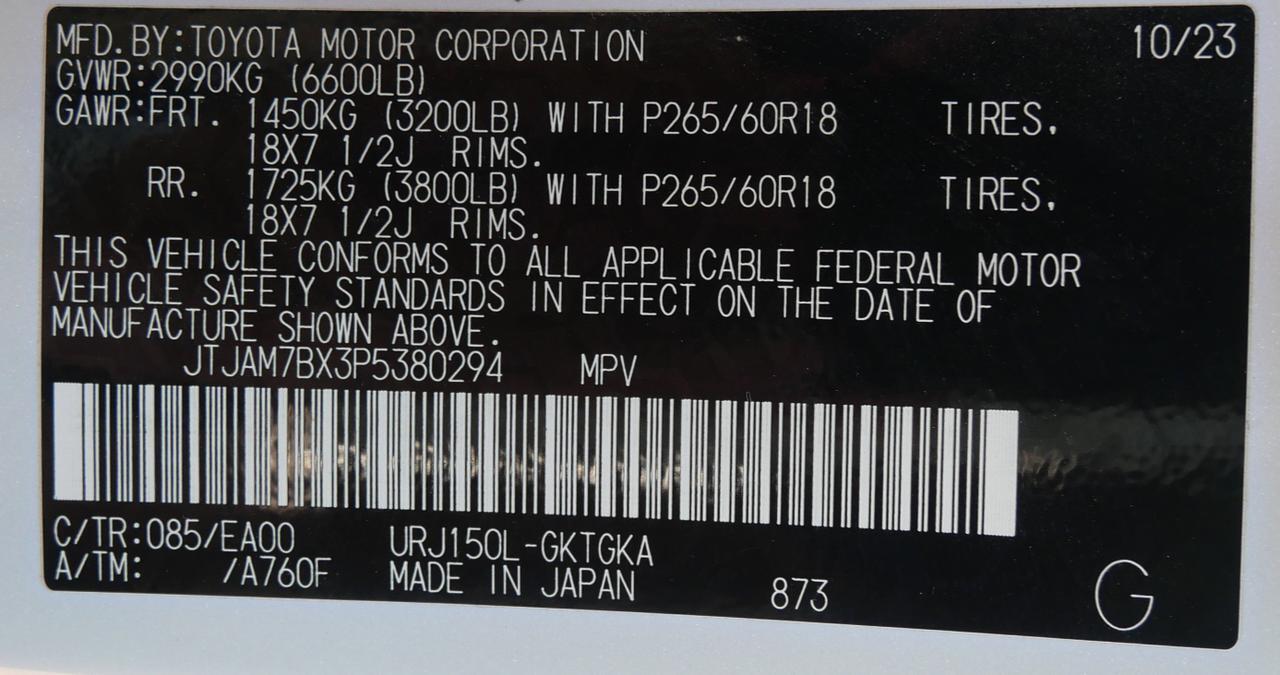 MFD. BY:TOYOTA MOTOR CORPORATION 10/23
GVWR:2990KG (6600LB)
GAWR:FRT. 1450KG (3200LB) WITH P265/60R18 TIRES.
18X7 1/2J RIMS.
RR. 1725KG (3800LB) WITH P265/60R18 TIRES.
18X7 1/2J RIMS.
THIS VEHICLE CONFORMS TO ALL APPLICABLE FEDERAL MOTOR
VEHICLE SAFETY STANDARDS IN EFFECT ON THE DATE OF
MANUFACTURE SHOWN ABOVE.
JTJAM7BX3P5380294 MPV
C/TR:085/EA00 URJ150L-GKTGKA
A/TM: /A760F MADE IN JAPAN 873 G